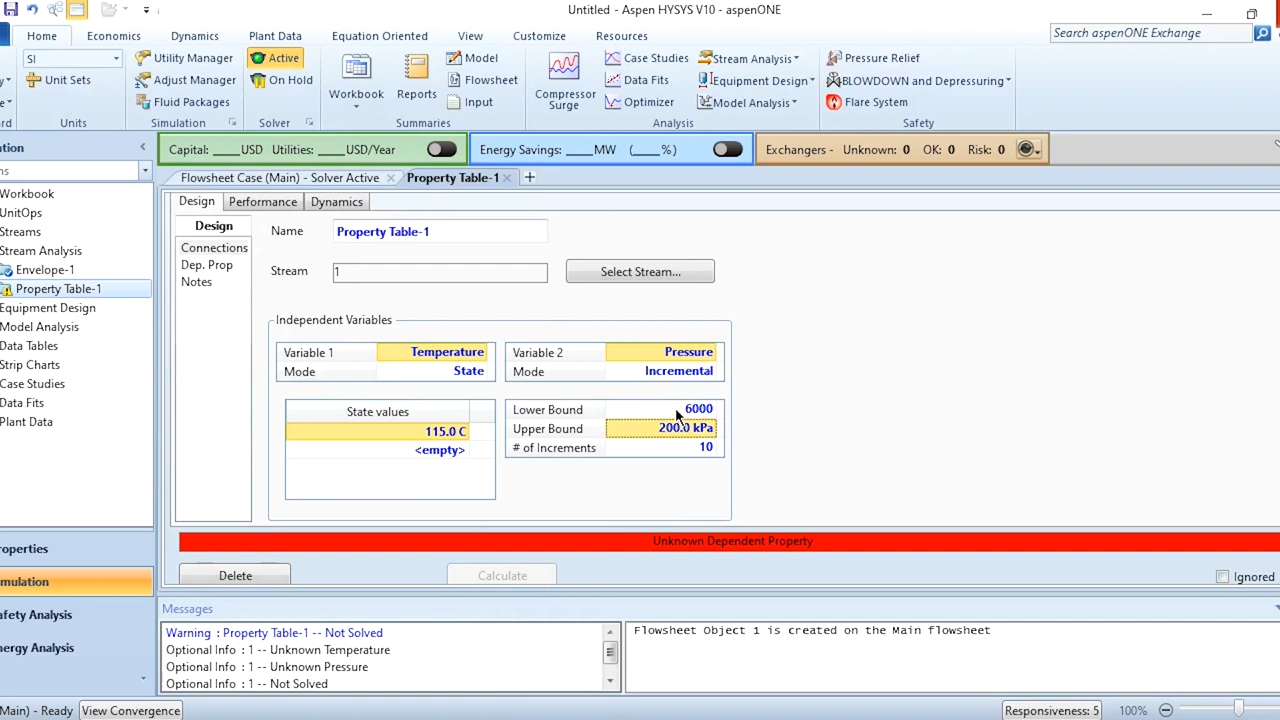 Untitled - Aspen HYSYS V10 - aspenONE
Home Economics Dynamics Plant Data Equation Oriented View Customize Resources
Search aspenONE Exchange
SI
Unit Sets
Units
Utility Manager
Adjust Manager
Fluid Packages
Simulation
Active
On Hold
Solver
Workbook
Reports
Model
Flowsheet
Input
Summaries
Compressor
Surge
Case Studies
Data Fits
Optimizer
Stream Analysis
Equipment Design
Model Analysis
Analysis
Pressure Relief
BLOWDOWN and Depressuring
Flare System
Safety
Capital: ____USD Utilities: ____USD/Year
Energy Savings: ____MW (____%)
Exchangers - Unknown: 0 OK: 0 Risk: 0
Flowsheet Case (Main) - Solver Active
Property Table-1
Workbook
UnitOps
Streams
Stream Analysis
Envelope-1
Property Table-1
Equipment Design
Model Analysis
Data Tables
Strip Charts
Case Studies
Data Fits
Plant Data
roperties
mulation
afety Analysis
nergy Analysis
Design Performance Dynamics
Design
Connections
Dep. Prop
Notes
Name Property Table-1
Stream 1 Select Stream...
Independent Variables
Variable 1 Temperature
Mode State
Variable 2 Pressure
Mode Incremental
State values
115.0 C
<empty>
Lower Bound 6000
Upper Bound 200.0 kPa
# of Increments 10
Unknown Dependent Property
Delete Calculate Ignored
Messages
Warning : Property Table-1 -- Not Solved
Optional Info : 1 -- Unknown Temperature
Optional Info : 1 -- Unknown Pressure
Optional Info : 1 -- Not Solved
Flowsheet Object 1 is created on the Main flowsheet
Main) - Ready View Convergence Responsiveness: 5 100%